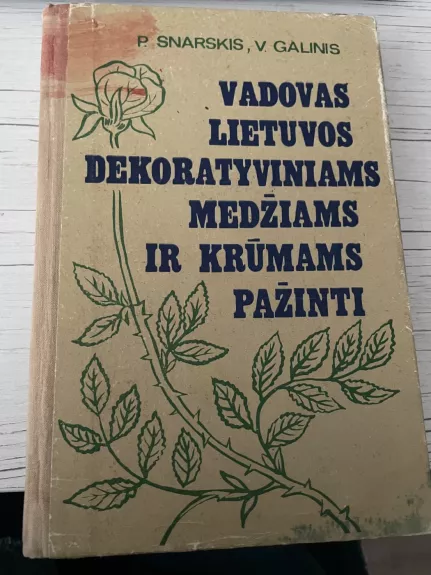 P. SNARSKIS, V. GALINIS
VADOVAS
LIETUVOS
DEKORATYVINIAMS
MEDŽIAMS
IR KRŪMAMS
PAŽINTI